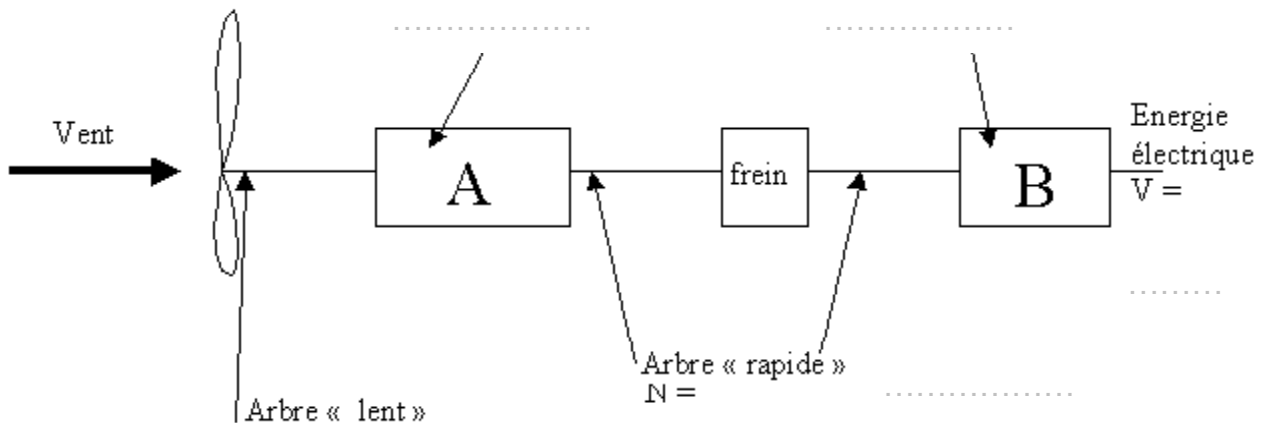 ....................
...................
Vent
A
frein
B
Energie
électrique
V =
.........
Arbre « rapide »
N =
...................
Arbre « lent »